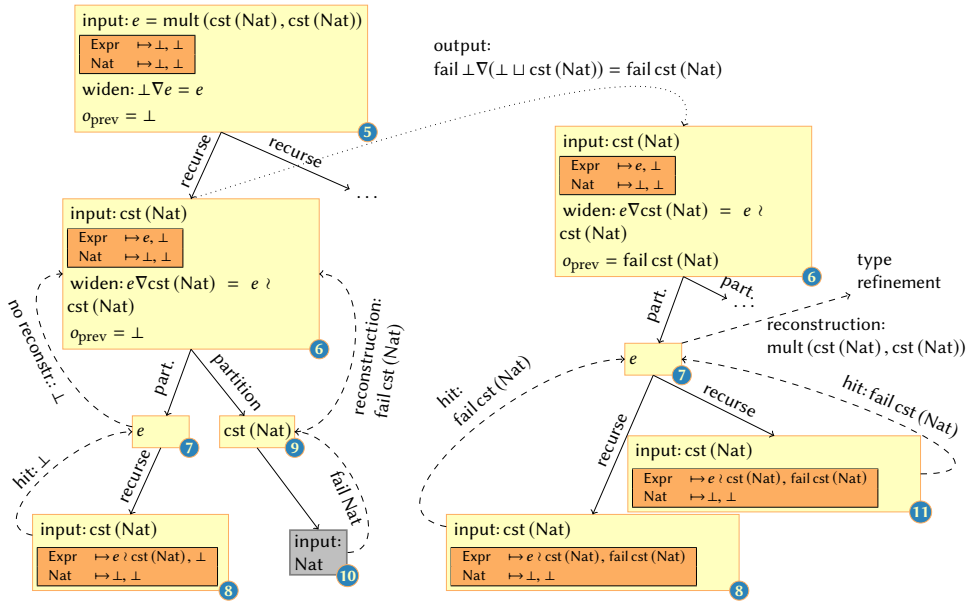 input: e = mult (cst (Nat) , cst (Nat))
Expr ↦ ⊥, ⊥
Nat ↦ ⊥, ⊥
widen: ⊥∇e = e
o_prev = ⊥
5
recurse
recurse
...
output:
fail ⊥∇(⊥ ⊔ cst (Nat)) = fail cst (Nat)
input: cst (Nat)
Expr ↦ e, ⊥
Nat ↦ ⊥, ⊥
widen: e∇cst (Nat) = e ≀
cst (Nat)
o_prev = ⊥
6
no reconstr.: ⊥
part.
partition
reconstruction:
fail cst (Nat)
e
7
cst (Nat)
9
hit: ⊥
recurse
fail Nat
input: cst (Nat)
Expr ↦ e ≀ cst (Nat), ⊥
Nat ↦ ⊥, ⊥
8
input:
Nat
10
input: cst (Nat)
Expr ↦ e, ⊥
Nat ↦ ⊥, ⊥
widen: e∇cst (Nat) = e ≀
cst (Nat)
o_prev = fail cst (Nat)
6
part.
part.
...
type
refinement
reconstruction:
mult (cst (Nat) , cst (Nat))
e
7
hit:
fail cst (Nat)
recurse
recurse
hit: fail cst (Nat)
input: cst (Nat)
Expr ↦ e ≀ cst (Nat), fail cst (Nat)
Nat ↦ ⊥, ⊥
11
input: cst (Nat)
Expr ↦ e ≀ cst (Nat), fail cst (Nat)
Nat ↦ ⊥, ⊥
8